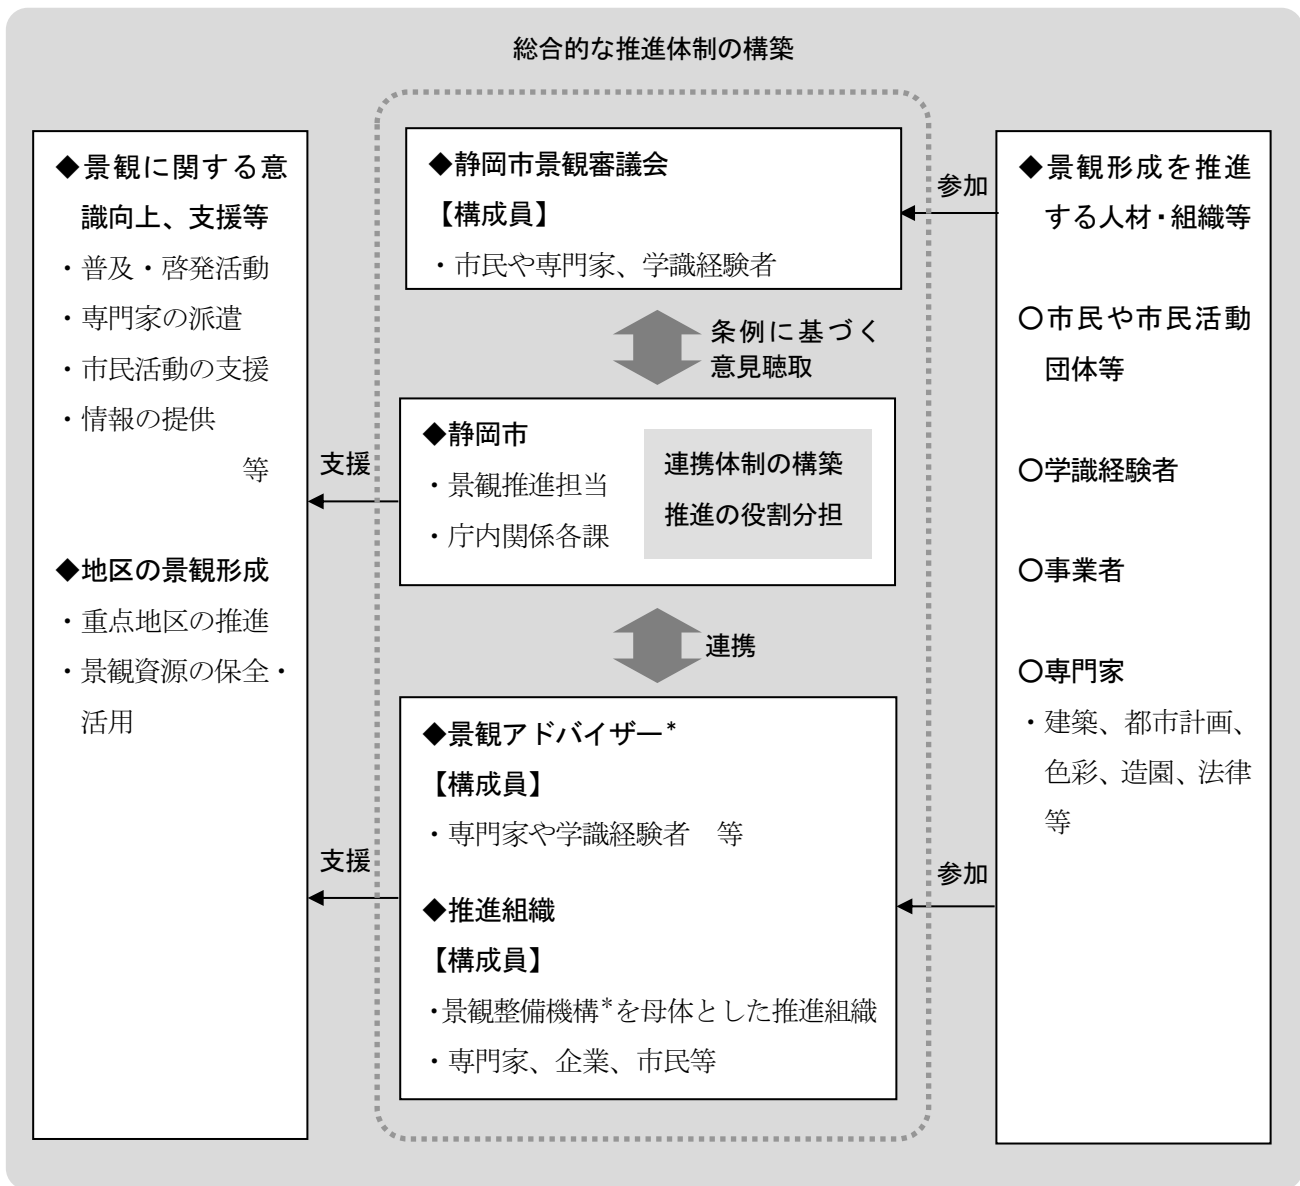 総合的な推進体制の構築
◆景観に関する意
識向上、支援等
・普及・啓発活動
・専門家の派遣
・市民活動の支援
・情報の提供
等
◆地区の景観形成
・重点地区の推進
・景観資源の保全・
活用
支援
支援
◆静岡市景観審議会
【構成員】
・市民や専門家、学識経験者
条例に基づく
意見聴取
◆静岡市
・景観推進担当
・庁内関係各課
連携体制の構築
推進の役割分担
連携
◆景観アドバイザー*
【構成員】
・専門家や学識経験者　等
◆推進組織
【構成員】
・景観整備機構*を母体とした推進組織
・専門家、企業、市民等
参加
参加
◆景観形成を推進
する人材・組織等
○市民や市民活動
団体等
○学識経験者
○事業者
○専門家
・建築、都市計画、
色彩、造園、法律
等